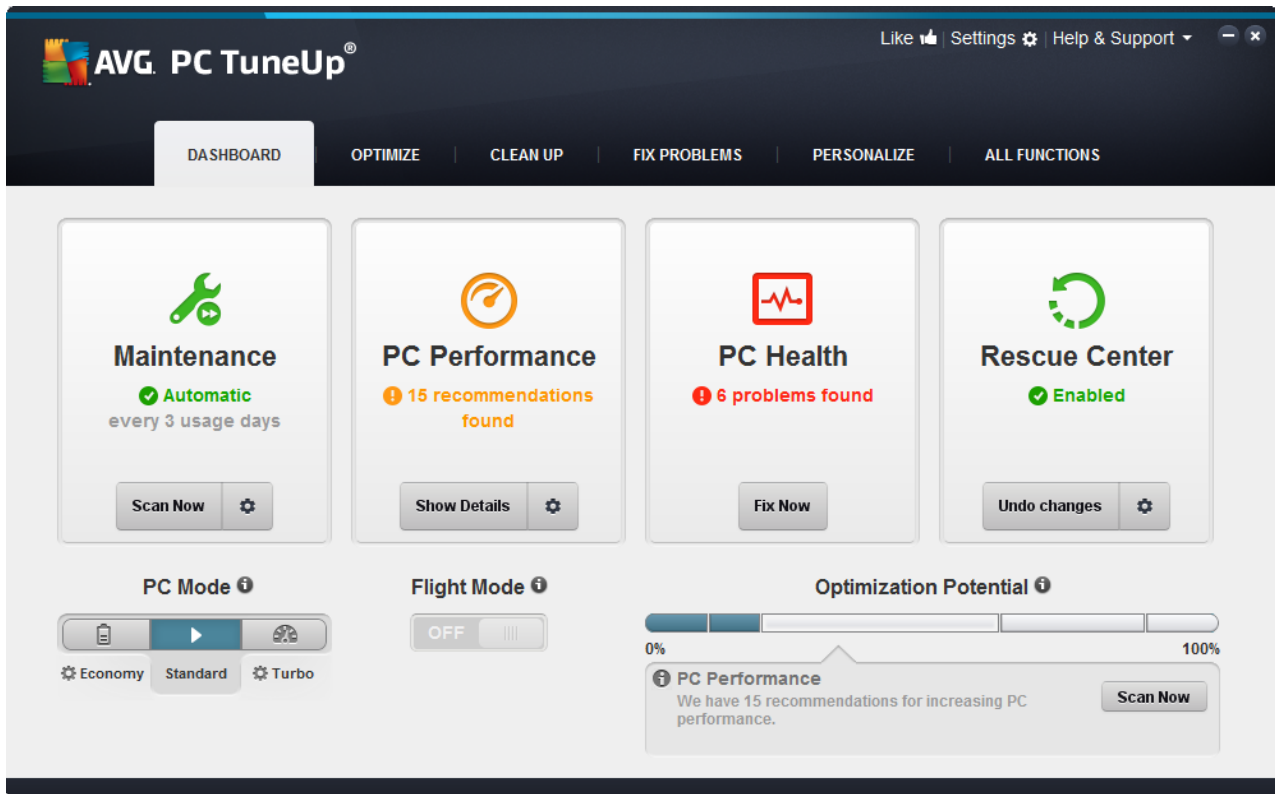 Like | Settings | Help & Support
AVG. PC TuneUp®
DASHBOARD
OPTIMIZE
CLEAN UP
FIX PROBLEMS
PERSONALIZE
ALL FUNCTIONS
Maintenance
Automatic
every 3 usage days
Scan Now
PC Performance
15 recommendations
found
Show Details
PC Health
6 problems found
Fix Now
Rescue Center
Enabled
Undo changes
PC Mode
Economy
Standard
Turbo
Flight Mode
OFF
Optimization Potential
0%
100%
PC Performance
We have 15 recommendations for increasing PC
performance.
Scan Now